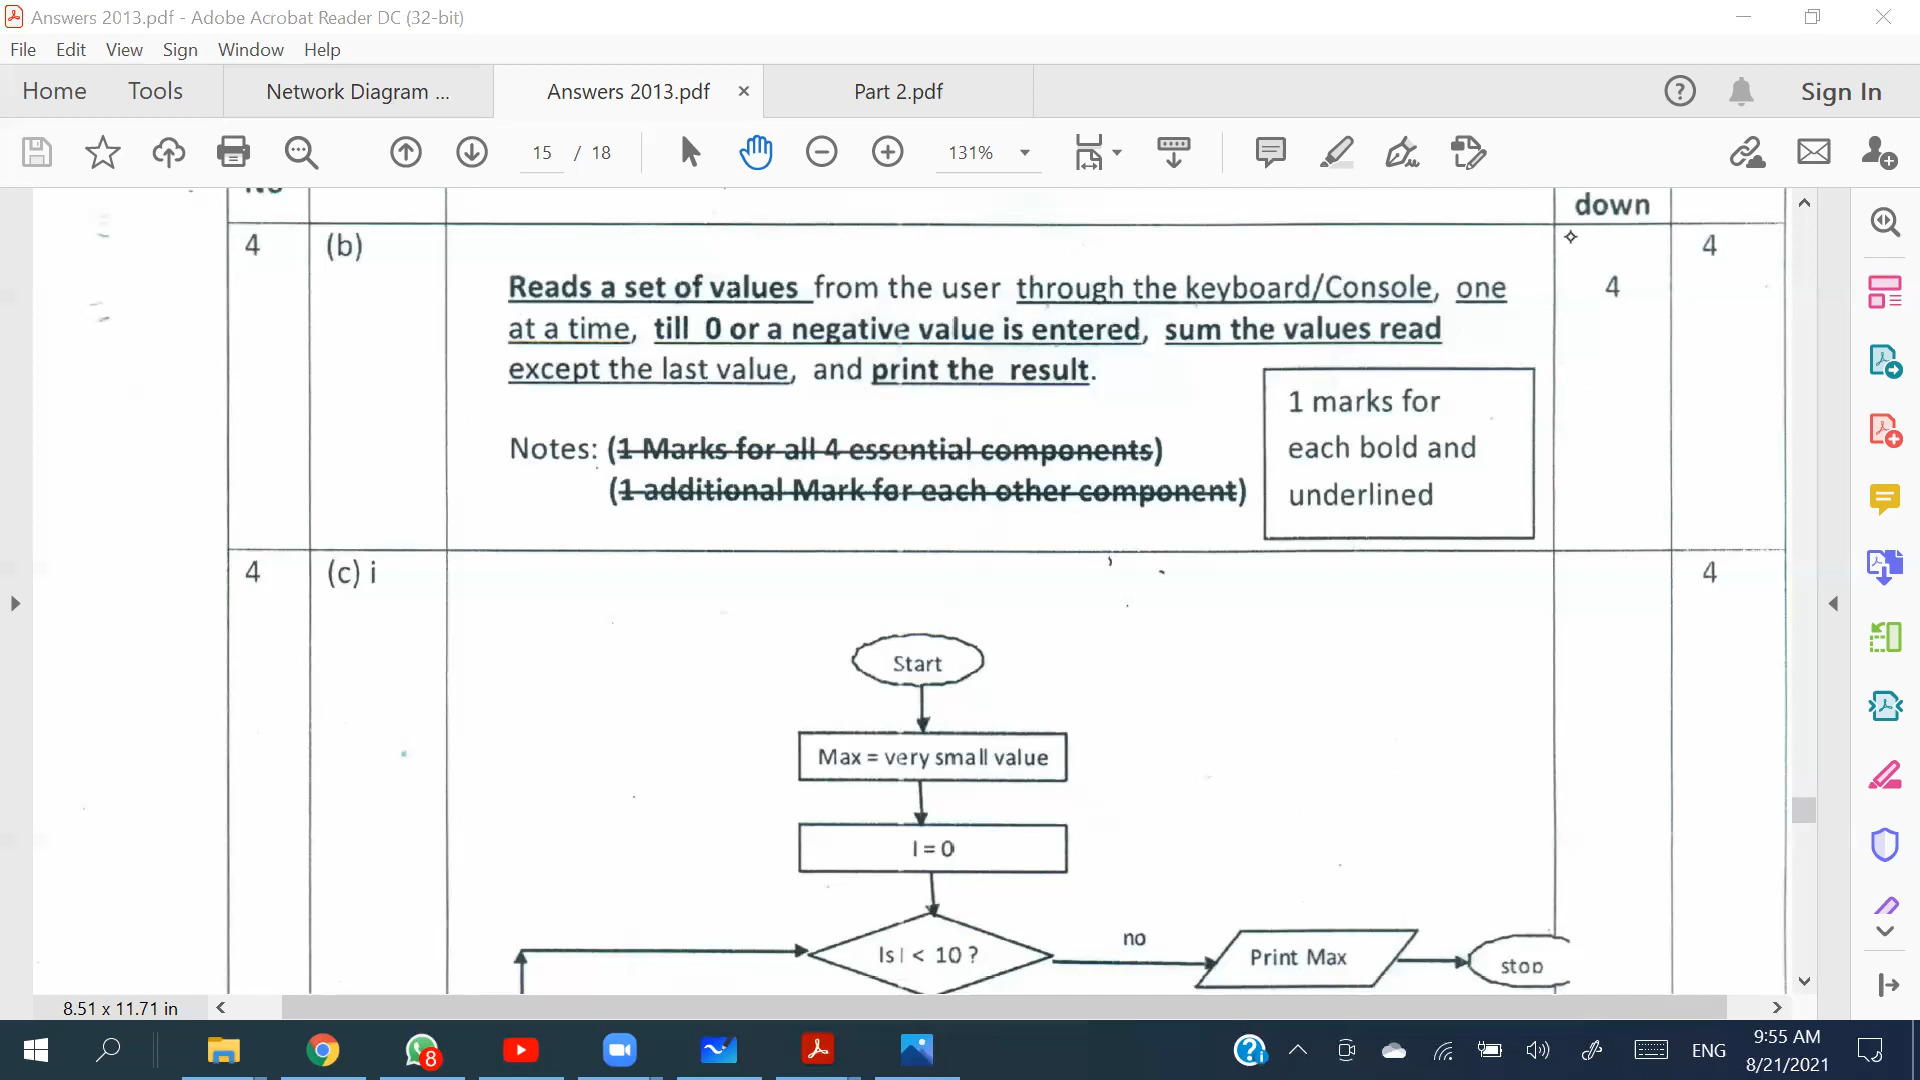 Answers 2013.pdf - Adobe Acrobat Reader DC (32-bit)
File Edit View Sign Window Help
Home Tools Network Diagram ... Answers 2013.pdf × Part 2.pdf Sign In
15 / 18 131%
down
4 (b) 4
Reads a set of values from the user through the keyboard/Console, one 4
at a time, till 0 or a negative value is entered, sum the values read
except the last value, and print the result.
1 marks for
each bold and
underlined
Notes: (1 Marks for all 4 essential components)
(1 additional Mark for each other component)
4 (c) i 4
Start
Max = very small value
I = 0
Is I < 10 ?
no
Print Max
stop
8.51 x 11.71 in
8
ENG
9:55 AM
8/21/2021